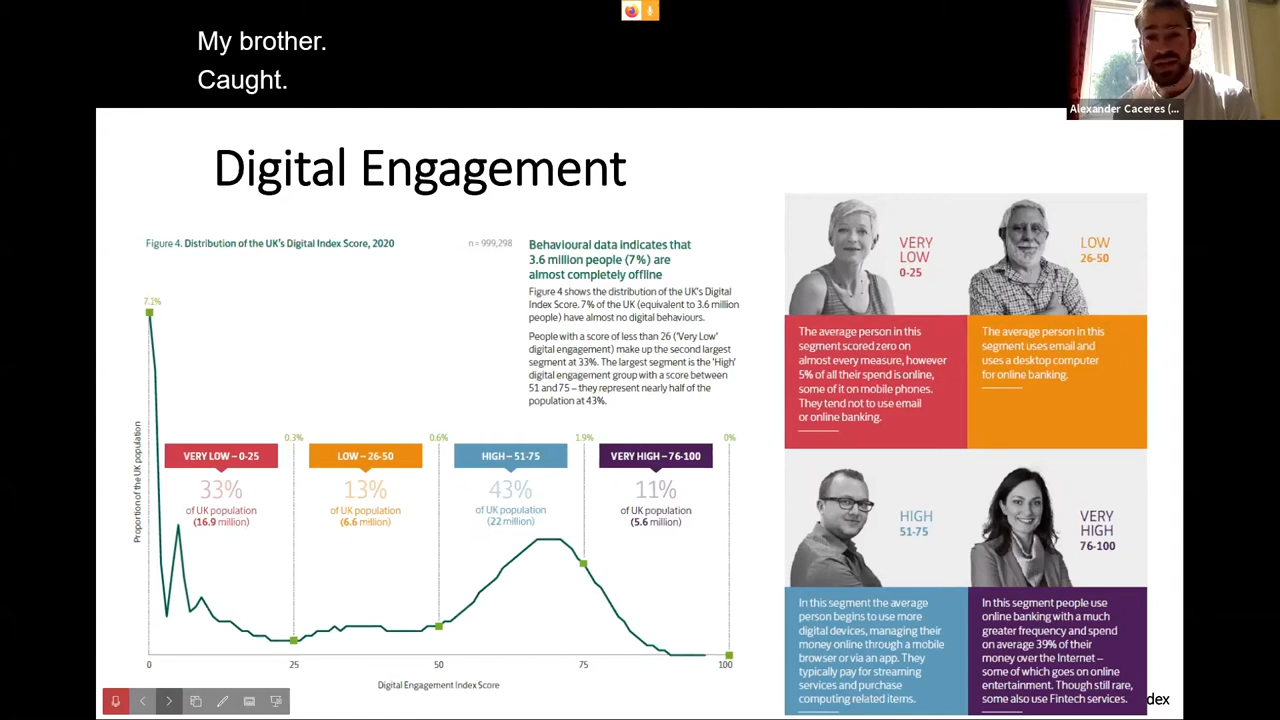 My brother.
Caught.
Alexander Caceres (...
Digital Engagement
Figure 4. Distribution of the UK's Digital Index Score, 2020
n = 999,298
7.1%
Proportion of the UK population
0.3%
0.6%
1.9%
0%
VERY LOW – 0-25
LOW – 26-50
HIGH – 51-75
VERY HIGH – 76-100
33%
of UK population
(16.9 million)
13%
of UK population
(6.6 million)
43%
of UK population
(22 million)
11%
of UK population
(5.6 million)
0
25
50
75
100
Digital Engagement Index Score
Behavioural data indicates that
3.6 million people (7%) are
almost completely offline
Figure 4 shows the distribution of the UK's Digital
Index Score. 7% of the UK (equivalent to 3.6 million
people) have almost no digital behaviours.
People with a score of less than 26 ('Very Low'
digital engagement) make up the second largest
segment at 33%. The largest segment is the 'High'
digital engagement group with a score between
51 and 75 – they represent nearly half of the
population at 43%.
VERY
LOW
0-25
The average person in this
segment scored zero on
almost every measure, however
5% of all their spend is online,
some of it on mobile phones.
They tend not to use email
or online banking.
LOW
26-50
The average person in this
segment uses email and
uses a desktop computer
for online banking.
HIGH
51-75
In this segment the average
person begins to use more
digital devices, managing their
money online through a mobile
browser or via an app. They
typically pay for streaming
services and purchase
computing related items.
VERY
HIGH
76-100
In this segment people use
online banking with a much
greater frequency and spend
on average 39% of their
money over the Internet –
some of which goes on online
entertainment. Though still rare,
some also use Fintech services.
dex